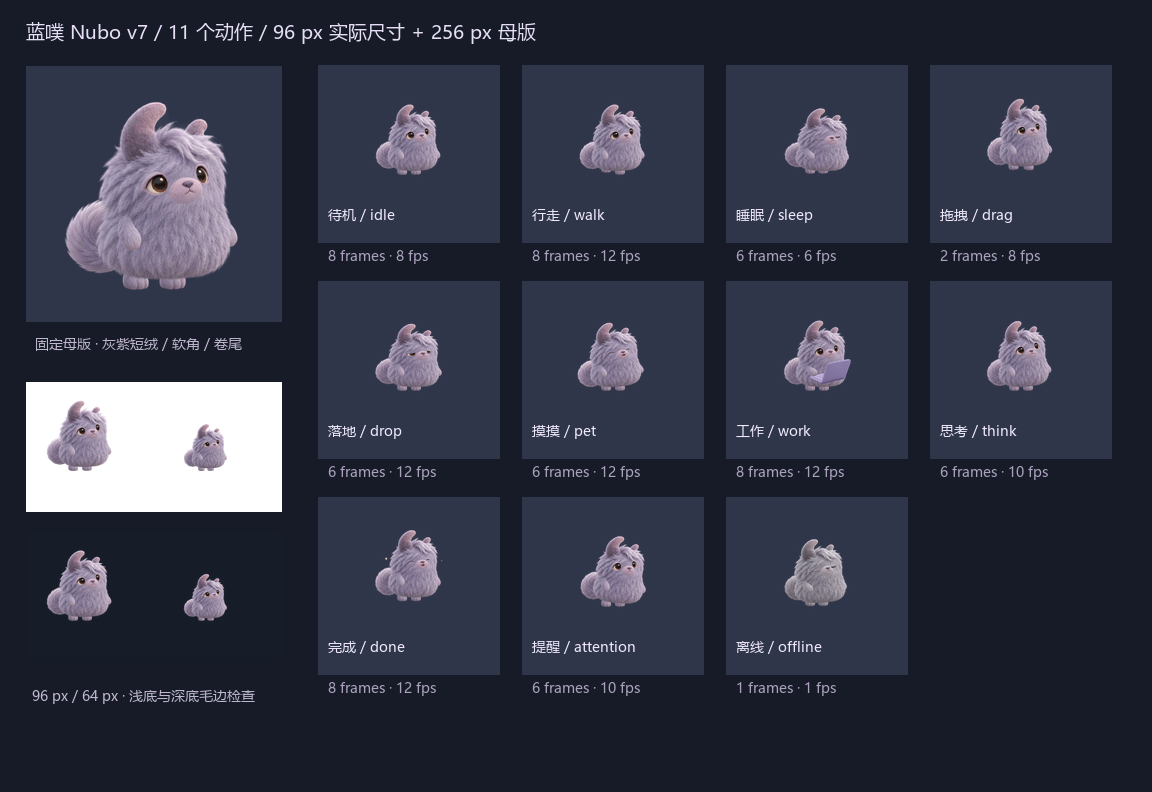 蓝噗 Nubo v7 / 11 个动作 / 96 px 实际尺寸 + 256 px 母版
固定母版 · 灰紫短绒 / 软角 / 卷尾
96 px / 64 px · 浅底与深底毛边检查
待机 / idle
8 frames · 8 fps
行走 / walk
8 frames · 12 fps
睡眠 / sleep
6 frames · 6 fps
拖拽 / drag
2 frames · 8 fps
落地 / drop
6 frames · 12 fps
摸摸 / pet
6 frames · 12 fps
工作 / work
8 frames · 12 fps
思考 / think
6 frames · 10 fps
完成 / done
8 frames · 12 fps
提醒 / attention
6 frames · 10 fps
离线 / offline
1 frames · 1 fps